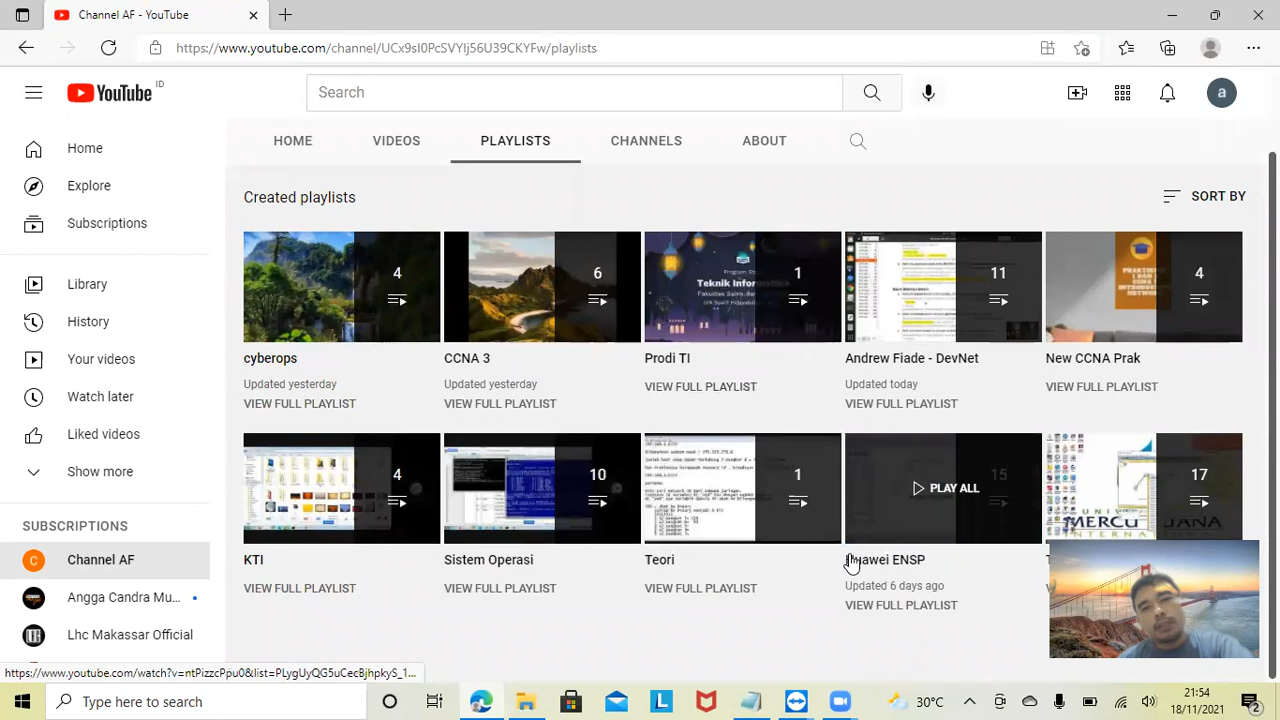 Channel AF - YouTube
https://www.youtube.com/channel/UCx9sI0PcSVYIj56U39CKYFw/playlists
YouTube ID
Search
a
HOME VIDEOS PLAYLISTS CHANNELS ABOUT
Home
Explore
Subscriptions
Library
History
Your videos
Watch later
Liked videos
Show more
SUBSCRIPTIONS
C Channel AF
Angga Candra Mu...
Lhc Makassar Official
Created playlists
SORT BY
4
6
Teknik Infor
1
11
4
cyberops
CCNA 3
Prodi TI
Andrew Fiade - DevNet
New CCNA Prak
Updated yesterday
Updated yesterday
Updated today
VIEW FULL PLAYLIST
VIEW FULL PLAYLIST
VIEW FULL PLAYLIST
VIEW FULL PLAYLIST
VIEW FULL PLAYLIST
4
10
1
15
PLAY ALL
17
MERCU
KTI
Sistem Operasi
Teori
Huawei ENSP
Updated 6 days ago
VIEW FULL PLAYLIST
VIEW FULL PLAYLIST
VIEW FULL PLAYLIST
VIEW FULL PLAYLIST
https://www.youtube.com/watch?v=ntPizzcPpu0&list=PLygUyQG5uCecBjhpkyS_1...
Type here to search
30°C
21:54
18/11/2021
2